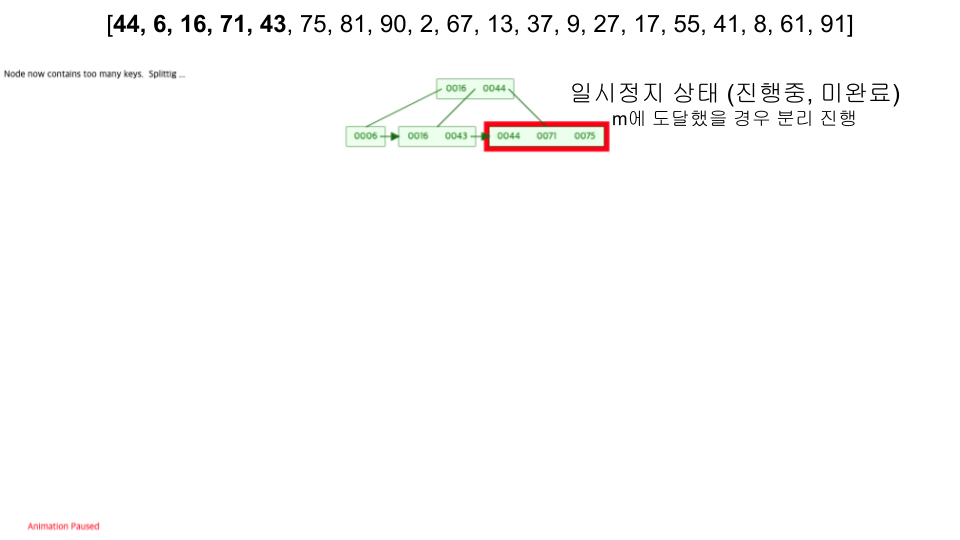 [44, 6, 16, 71, 43, 75, 81, 90, 2, 67, 13, 37, 9, 27, 17, 55, 41, 8, 61, 91]
Node now contains too many keys.  Splittig ...
0016 0044
일시정지 상태 (진행중, 미완료)
m에 도달했을 경우 분리 진행
0006 0016 0043 0044 0071 0075
Animation Paused